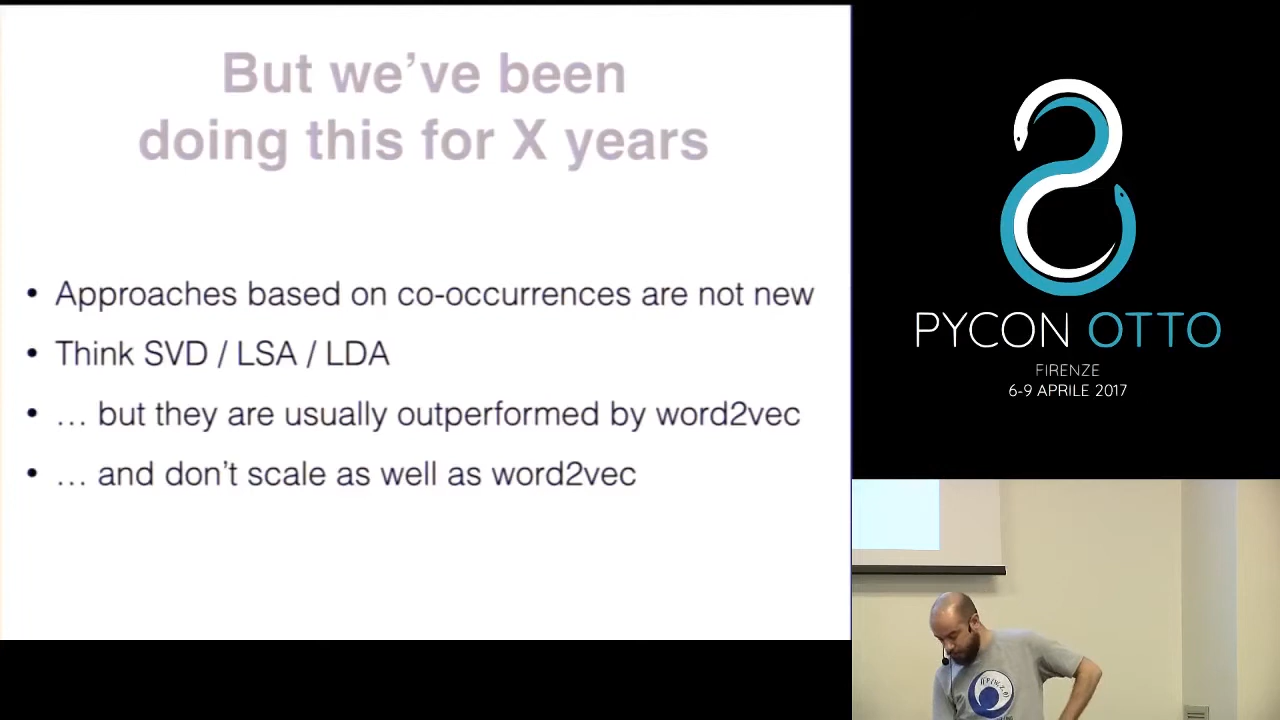 But we've been
doing this for X years
• Approaches based on co-occurrences are not new
• Think SVD / LSA / LDA
• … but they are usually outperformed by word2vec
• … and don't scale as well as word2vec
PYCON OTTO
FIRENZE
6-9 APRILE 2017